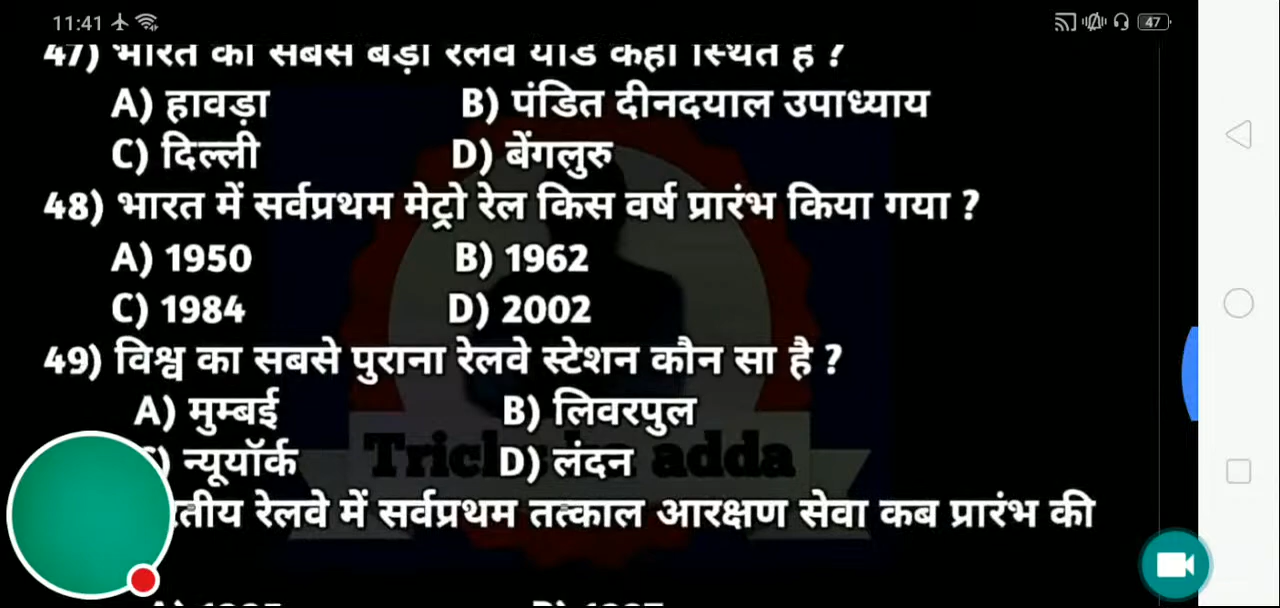 11:41
47
47) भारत का सबसे बड़ा रेलवे यार्ड कहाँ स्थित है ?
A) हावड़ा B) पंडित दीनदयाल उपाध्याय
C) दिल्ली D) बेंगलुरु
48) भारत में सर्वप्रथम मेट्रो रेल किस वर्ष प्रारंभ किया गया ?
A) 1950 B) 1962
C) 1984 D) 2002
49) विश्व का सबसे पुराना रेलवे स्टेशन कौन सा है ?
A) मुम्बई B) लिवरपुल
) न्यूयॉर्क D) लंदन
तीय रेलवे में सर्वप्रथम तत्काल आरक्षण सेवा कब प्रारंभ की
adda